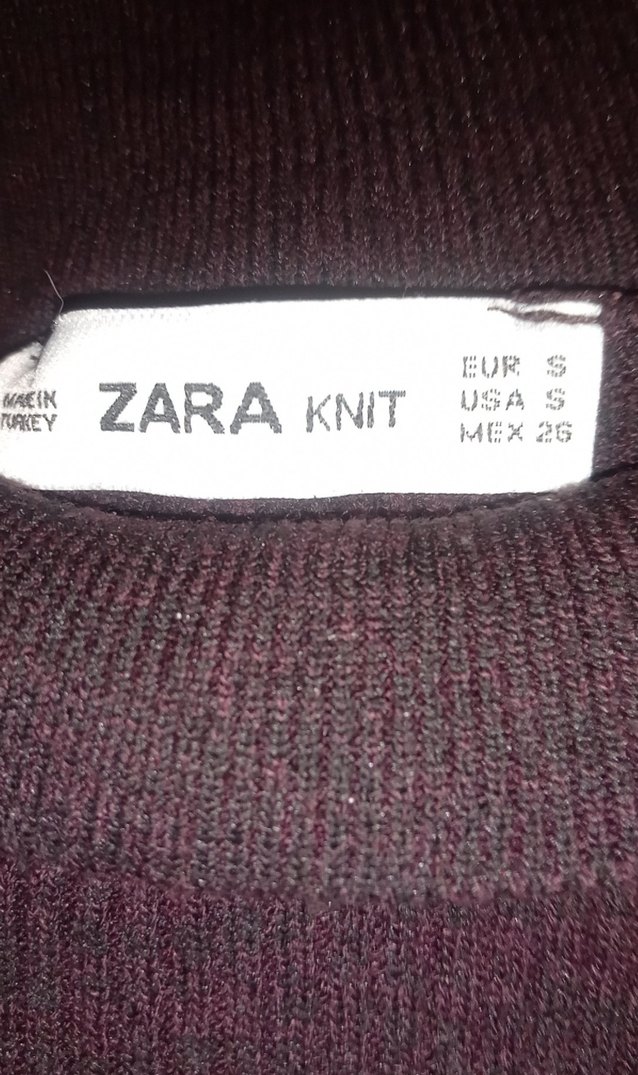 MADE IN
TURKEY
ZARA KNIT
EUR S
USA S
MEX 26